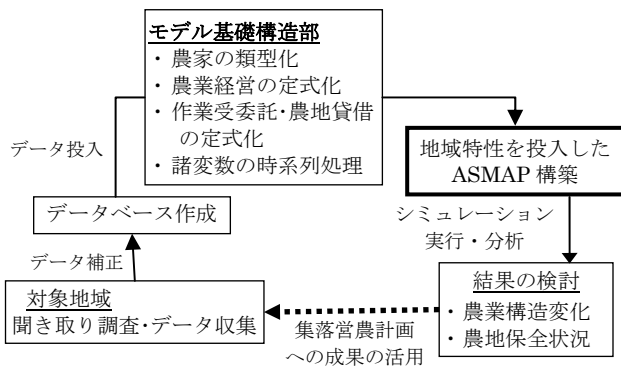 モデル基礎構造部
・ 農家の類型化
・ 農業経営の定式化
・ 作業受委託・農地貸借
の定式化
・ 諸変数の時系列処理
データ投入
地域特性を投入した
ASMAP 構築
データベース作成
シミュレーション
実行・分析
データ補正
結果の検討
・ 農業構造変化
・ 農地保全状況
対象地域
聞き取り調査・データ収集
集落営農計画
への成果の活用